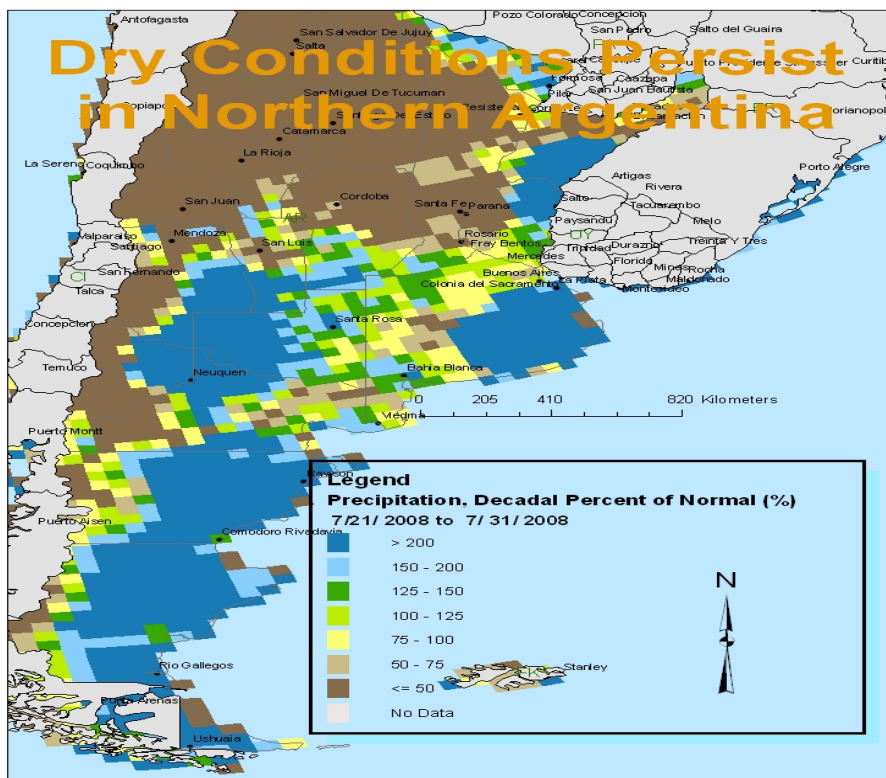 Dry Conditions Persist
in Northern Argentina
Antofagasta
San Salvador De Jujuy
Salta
Pozo Colorado
Concepcion
San Pedro
Salto del Guaira
Formosa
Caazapa
Pilar
San Juan Bautista
San Miguel De Tucuman
Catamarca
La Rioja
La Serena
Coquimbo
San Juan
Cordoba
Santa Fe
parana
Porto Alegre
Artigas
Rivera
Salto
Tacuarembo
Paysandu
Melo
AR
UY
Valparaiso
Santiago
Mendoza
San Luis
Rosario
Fray Bentos
Trinidad
Durazno
Treinta Y Tres
Mercedes
Florida
Minas
Rocha
Maldonado
Buenos Aires
La Plata
Colonia del Sacramento
Montevideo
CI
San Fernando
Talca
Concepcion
Santa Rosa
Temuco
Neuquen
Bahia Blanca
0 205 410 820 Kilometers
Viedma
Puerto Montt
Rawson
Puerto Aisen
Comodoro Rivadavia
Rio Gallegos
Punta Arenas
Ushuaia
Legend
Precipitation, Decadal Percent of Normal (%)
7/21/ 2008 to 7/ 31/ 2008
> 200
150 - 200
125 - 150
100 - 125
75 - 100
50 - 75
<= 50
No Data
N
Stanley